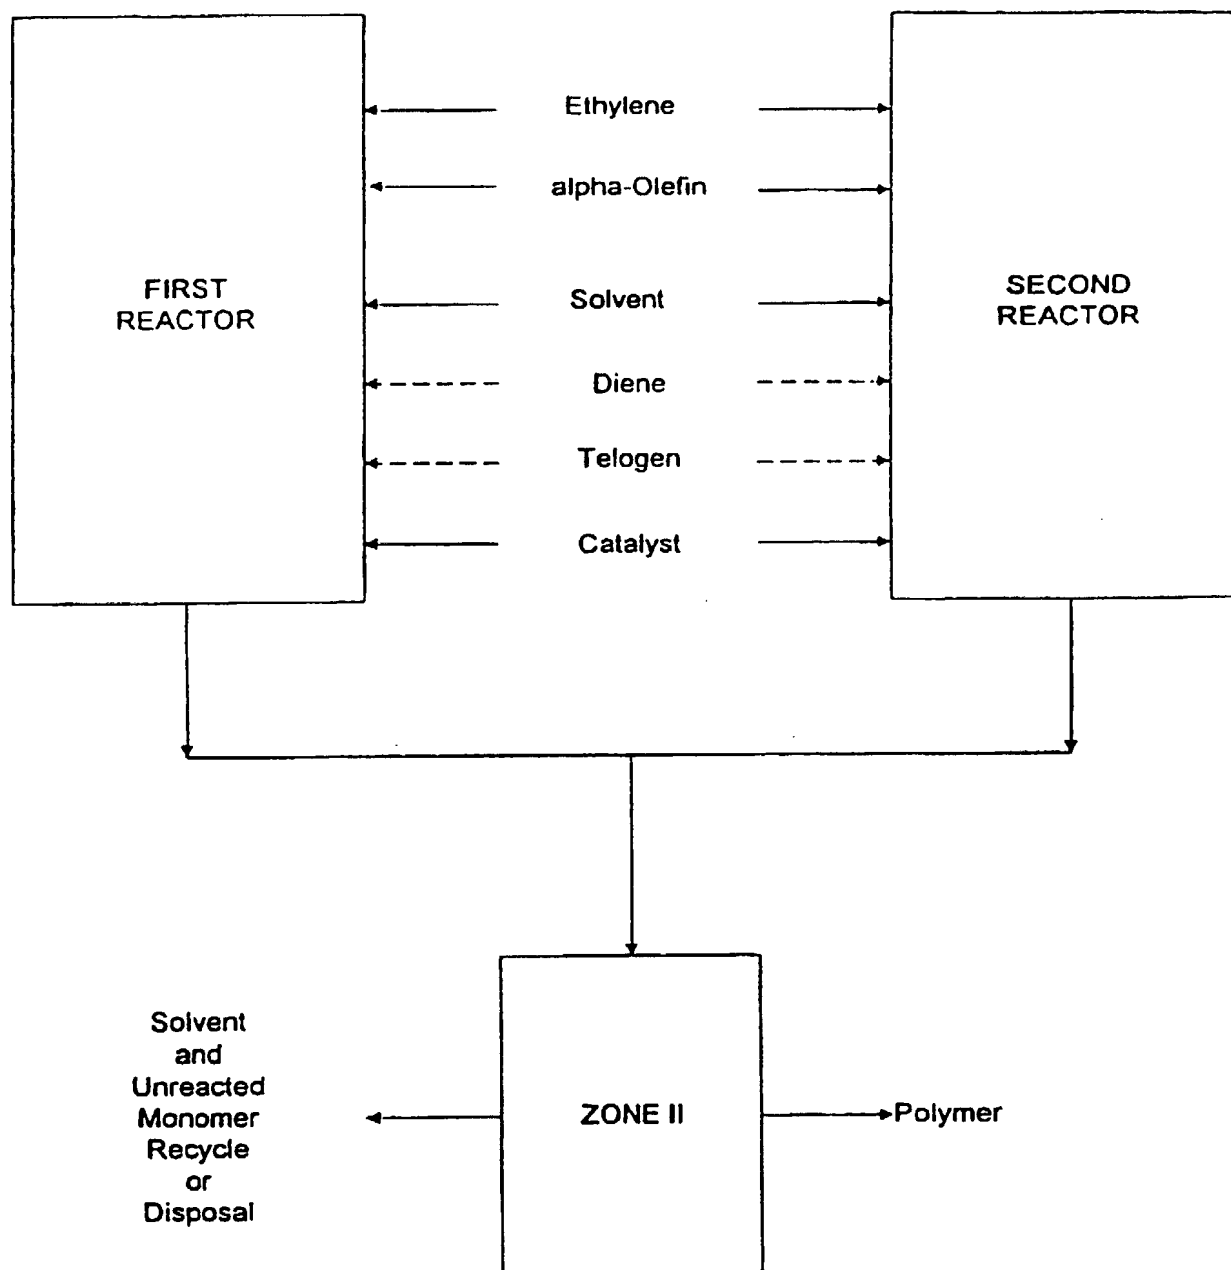 Ethylene
alpha-Olefin
FIRST
REACTOR
Solvent
SECOND
REACTOR
Diene
Telogen
Catalyst
Solvent
and
Unreacted
Monomer
Recycle
or
Disposal
ZONE II
Polymer